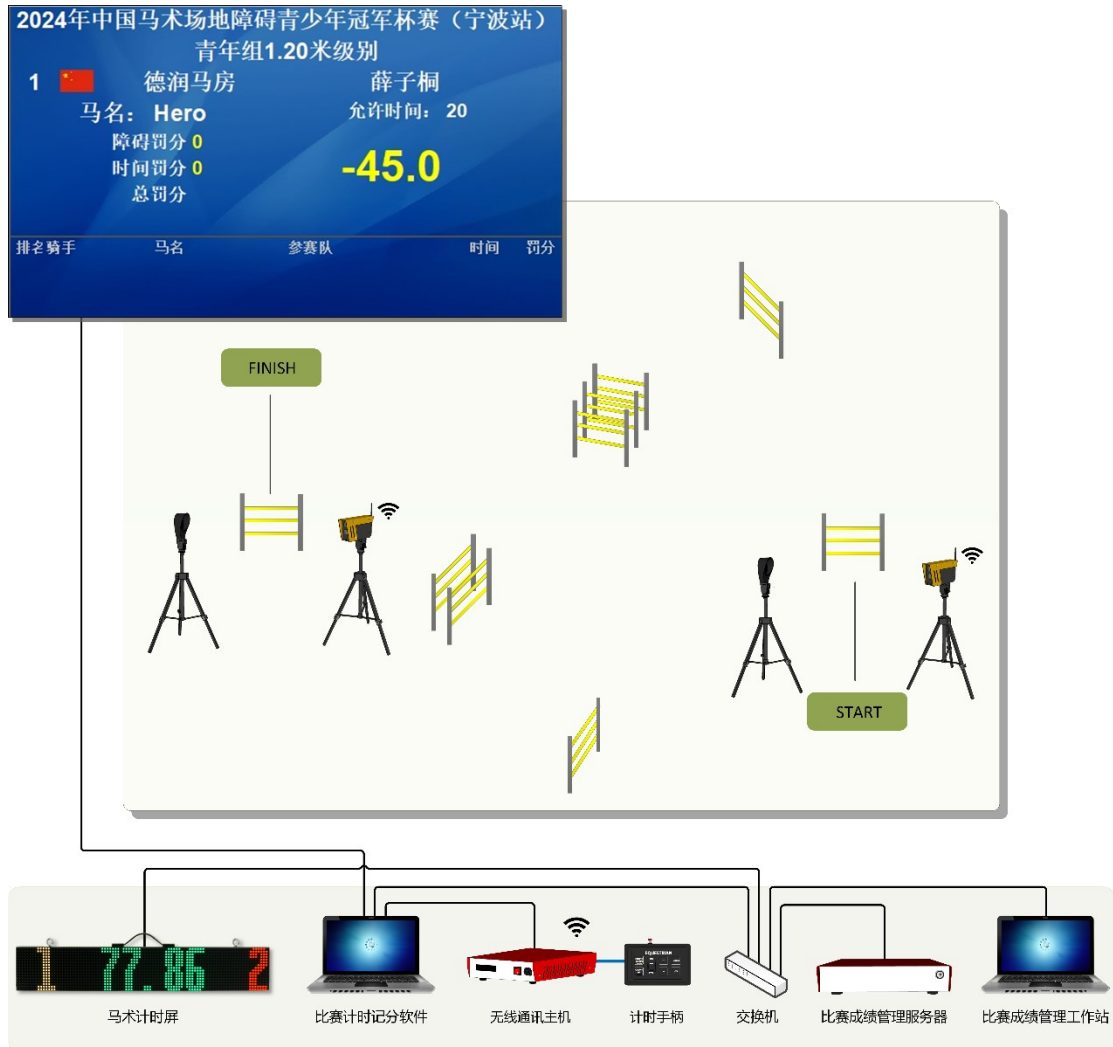 2024年中国马术场地障碍青少年冠军杯赛（宁波站）
青年组1.20米级别
1 德润马房 薛子桐
马名： Hero 允许时间： 20
障碍罚分 0
时间罚分 0
-45.0
总罚分
排名骑手 马名 参赛队 时间 罚分
FINISH
START
1 77.86 2
马术计时屏 比赛计时记分软件 无线通讯主机 计时手柄 交换机 比赛成绩管理服务器 比赛成绩管理工作站